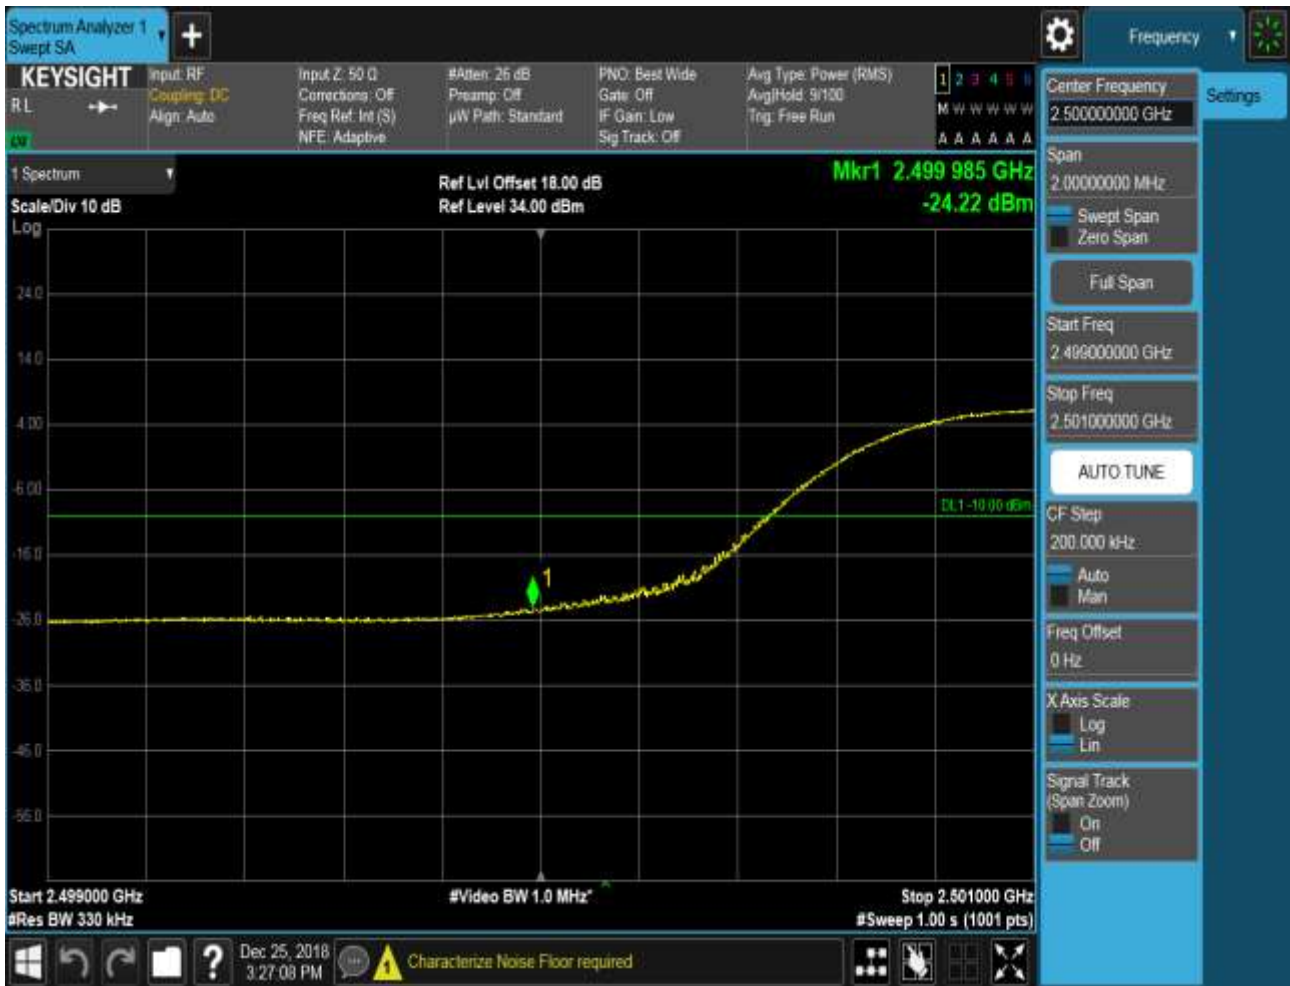 Spectrum Analyzer 1
Swept SA
+
Frequency
KEYSIGHT
RL
Input: RF
Coupling: DC
Align: Auto
Input Z: 50 Ω
Corrections: Off
Freq Ref: Int (S)
NFE: Adaptive
#Atten: 26 dB
Preamp: Off
µW Path: Standard
PNO: Best Wide
Gate: Off
IF Gain: Low
Sig Track: Off
Avg Type: Power (RMS)
Avg|Hold: 9/100
Trig: Free Run
1 2 3 4 5 6
M W W W W W
A A A A A A
1 Spectrum
Scale/Div 10 dB
Log
Ref Lvl Offset 18.00 dB
Ref Level 34.00 dBm
Mkr1 2.499 985 GHz
-24.22 dBm
24.0
14.0
4.00
-6.00
-16.0
-26.0
-36.0
-46.0
-56.0
DL1 -10.00 dBm
1
Start 2.499000 GHz
#Res BW 330 kHz
#Video BW 1.0 MHz*
Stop 2.501000 GHz
#Sweep 1.00 s (1001 pts)
Dec 25, 2018
3:27:08 PM
Characterize Noise Floor required
Center Frequency
2.500000000 GHz
Settings
Span
2.00000000 MHz
Swept Span
Zero Span
Full Span
Start Freq
2.499000000 GHz
Stop Freq
2.501000000 GHz
AUTO TUNE
CF Step
200.000 kHz
Auto
Man
Freq Offset
0 Hz
X Axis Scale
Log
Lin
Signal Track
(Span Zoom)
On
Off